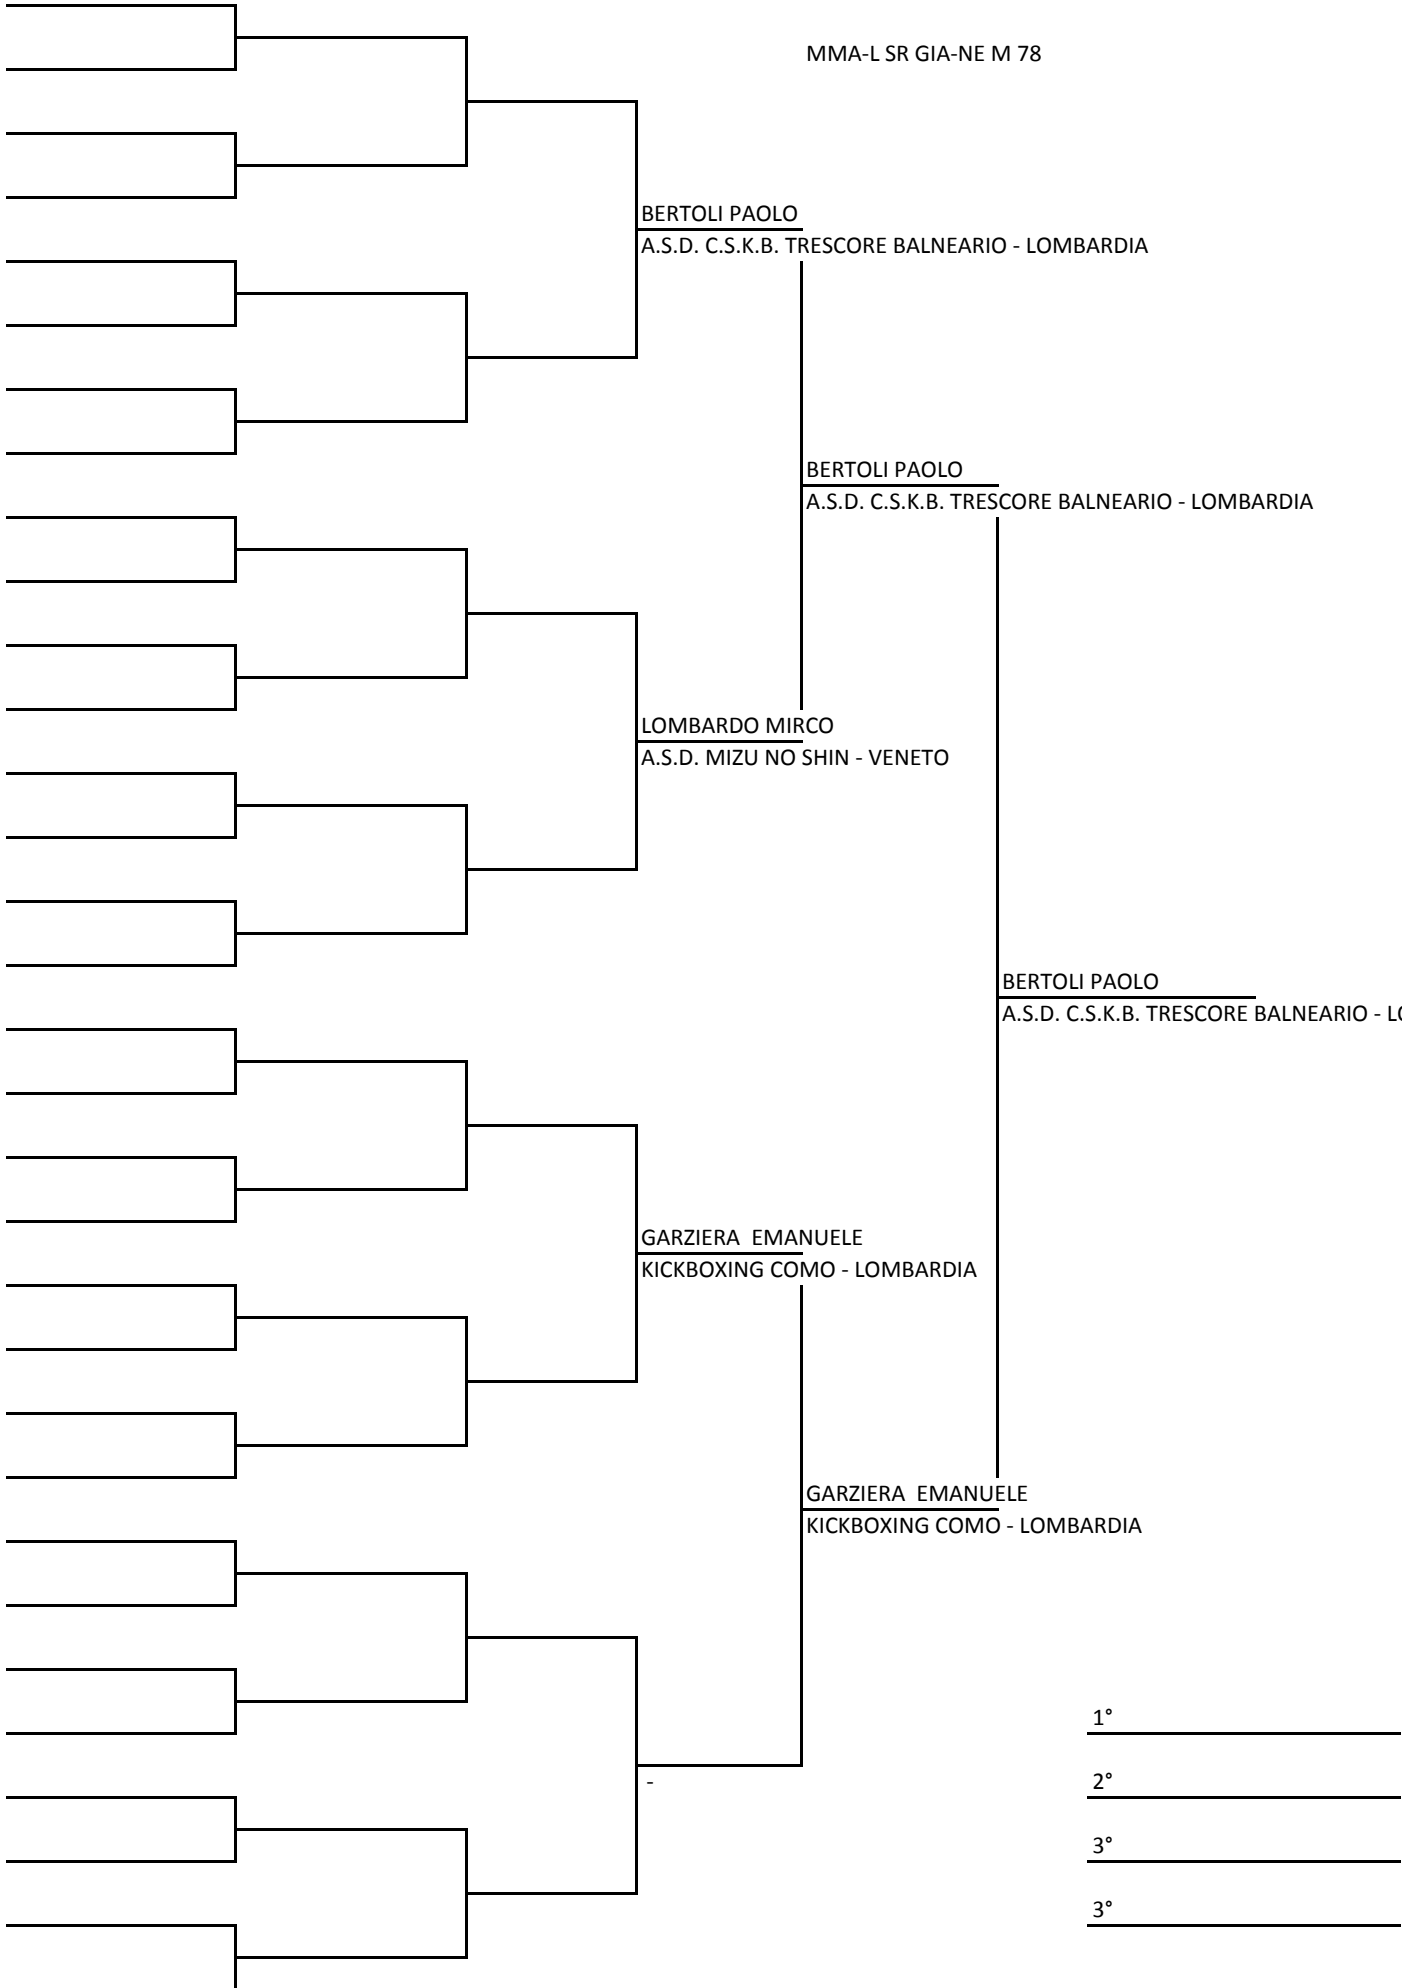 MMA-L SR GIA-NE M 78
BERTOLI PAOLO
A.S.D. C.S.K.B. TRESCORE BALNEARIO - LOMBARDIA
BERTOLI PAOLO
A.S.D. C.S.K.B. TRESCORE BALNEARIO - LOMBARDIA
LOMBARDO MIRCO
A.S.D. MIZU NO SHIN - VENETO
BERTOLI PAOLO
A.S.D. C.S.K.B. TRESCORE BALNEARIO - LO
GARZIERA  EMANUELE
KICKBOXING COMO - LOMBARDIA
GARZIERA  EMANUELE
KICKBOXING COMO - LOMBARDIA
1°
-
2°
3°
3°